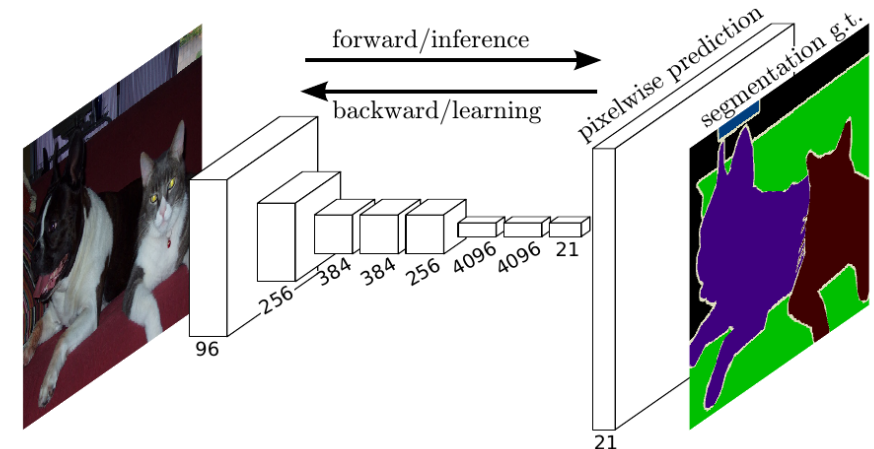 forward/inference
backward/learning
pixelwise prediction
segmentation g.t.
96
256
384
384
256
4096
4096
21
21